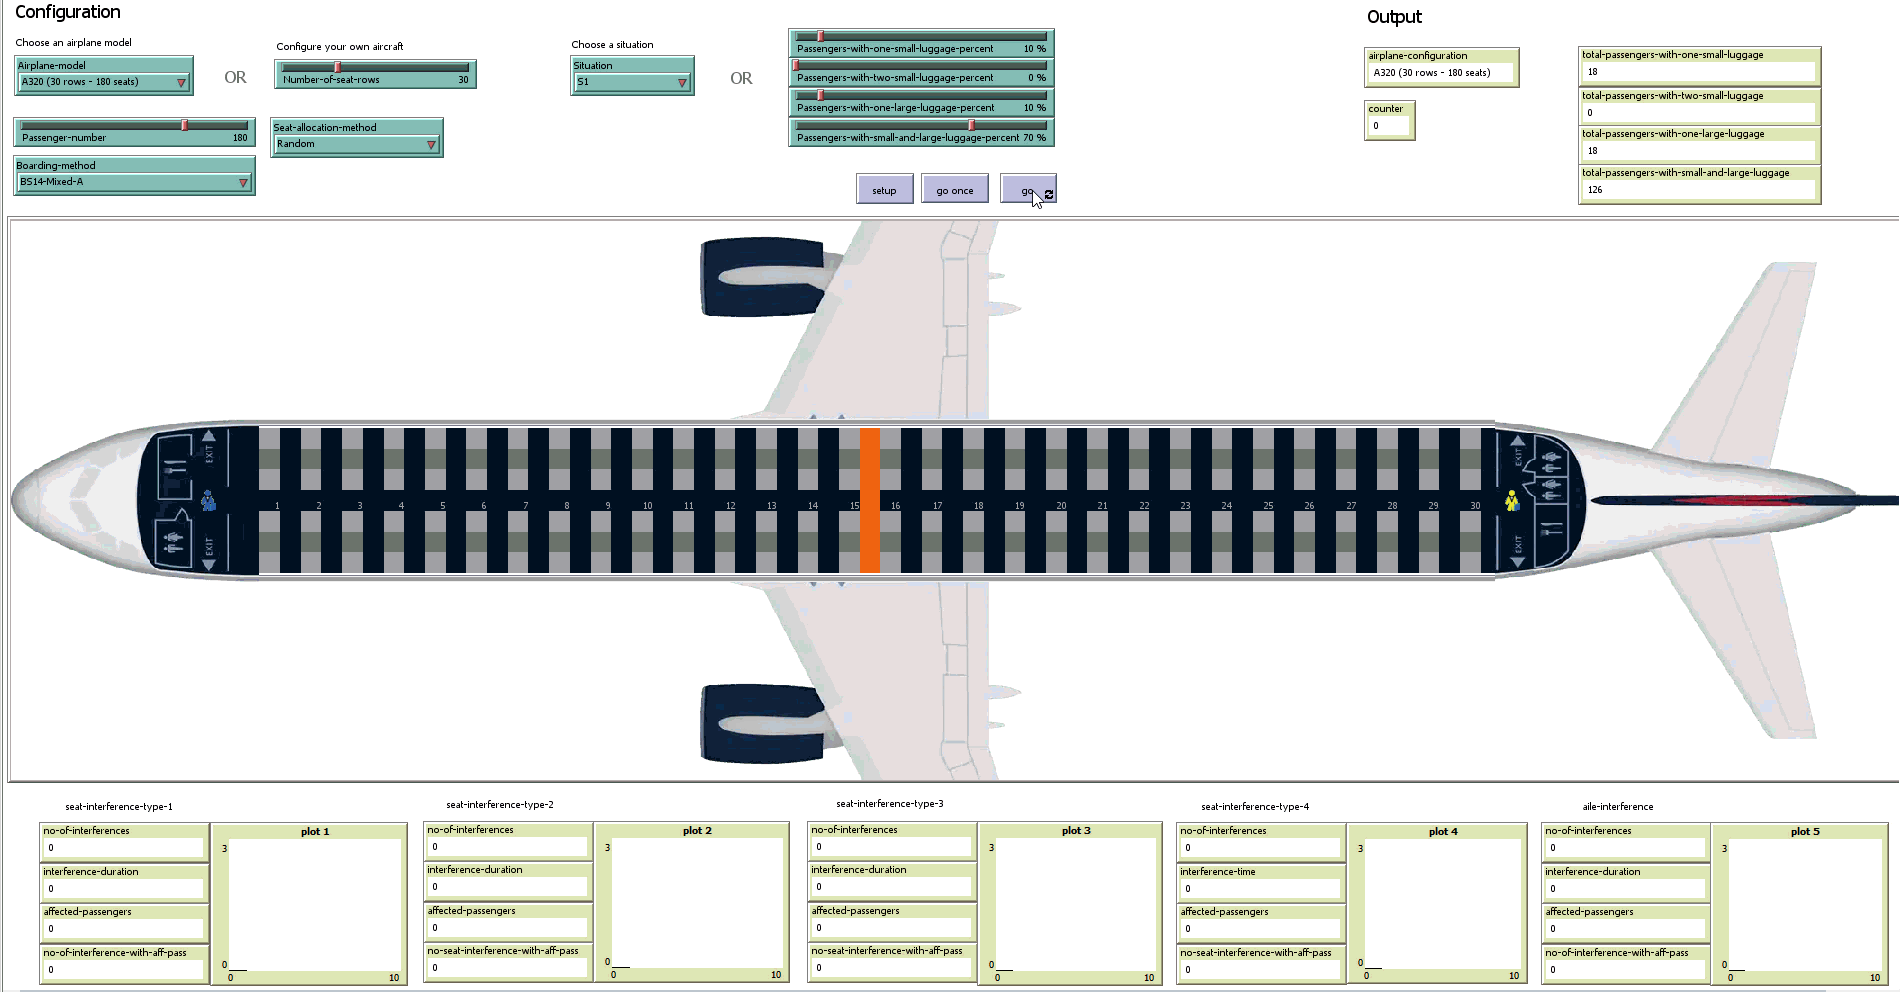 Configuration
Output
Choose an airplane model
Configure your own aircraft
Choose a situation
Airplane-model
A320 (30 rows - 180 seats)
OR
Number-of-seat-rows 30
Situation
S1
OR
Passengers-with-one-small-luggage-percent 10 %
Passengers-with-two-small-luggage-percent 0 %
Passengers-with-one-large-luggage-percent 10 %
Passengers-with-small-and-large-luggage-percent 70 %
airplane-configuration
A320 (30 rows - 180 seats)
counter
0
total-passengers-with-one-small-luggage
18
total-passengers-with-two-small-luggage
0
total-passengers-with-one-large-luggage
18
total-passengers-with-small-and-large-luggage
126
Passenger-number 180
Seat-allocation-method
Random
Boarding-method
BS14-Mixed-A
setup
go once
go
EXIT
EXIT
1 2 3 4 5 6 7 8 9 10 11 12 13 14 15 16 17 18 19 20 21 22 23 24 25 26 27 28 29 30
EXIT
EXIT
seat-interference-type-1
no-of-interferences
0
interference-duration
0
affected-passengers
0
no-of-interference-with-aff-pass
0
plot 1
3
0
0 10
seat-interference-type-2
no-of-interferences
0
interference-duration
0
affected-passengers
0
no-seat-interference-with-aff-pass
0
plot 2
3
0
0 10
seat-interference-type-3
no-of-interferences
0
interference-duration
0
affected-passengers
0
no-seat-interference-with-aff-pass
0
plot 3
3
0
0 10
seat-interference-type-4
no-of-interferences
0
interference-time
0
affected-passengers
0
no-seat-interference-with-aff-pass
0
plot 4
3
0
0 10
aile-interference
no-of-interferences
0
interference-duration
0
affected-passengers
0
no-of-interference-with-aff-pass
0
plot 5
3
0
0 10